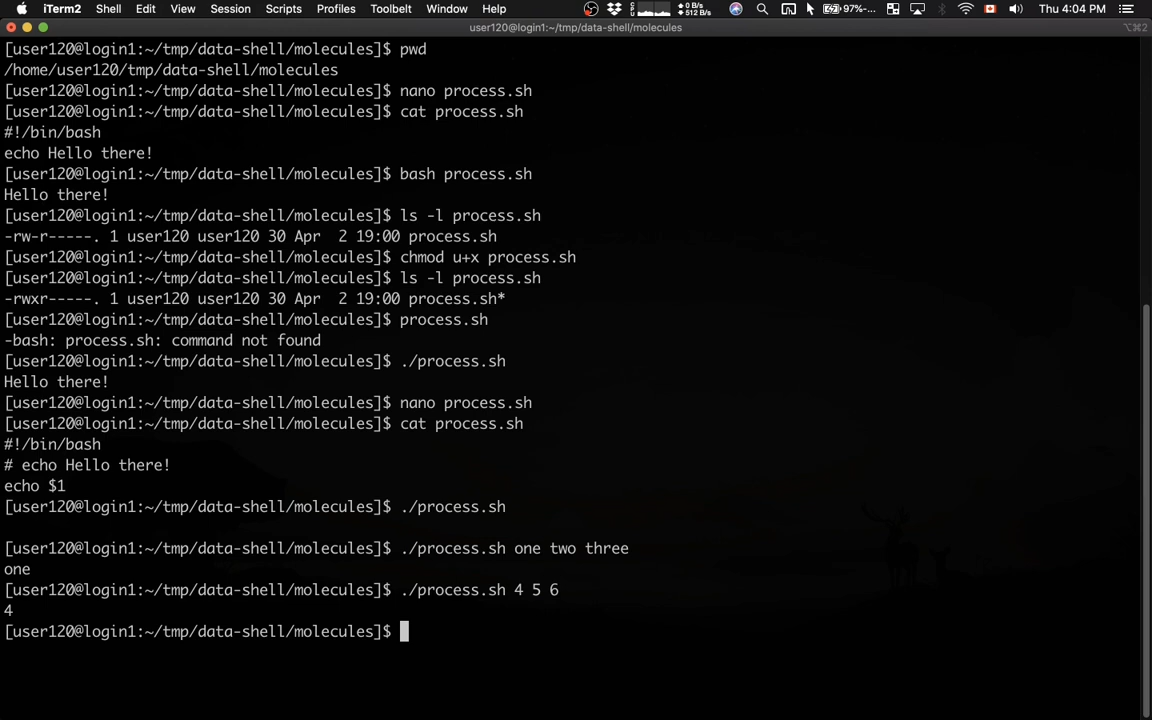 iTerm2 Shell Edit View Session Scripts Profiles Toolbelt Window Help 0 B/s 512 B/s 97%-... Thu 4:04 PM
user120@login1:~/tmp/data-shell/molecules ⌥⌘2
[user120@login1:~/tmp/data-shell/molecules]$ pwd
/home/user120/tmp/data-shell/molecules
[user120@login1:~/tmp/data-shell/molecules]$ nano process.sh
[user120@login1:~/tmp/data-shell/molecules]$ cat process.sh
#!/bin/bash
echo Hello there!
[user120@login1:~/tmp/data-shell/molecules]$ bash process.sh
Hello there!
[user120@login1:~/tmp/data-shell/molecules]$ ls -l process.sh
-rw-r-----. 1 user120 user120 30 Apr  2 19:00 process.sh
[user120@login1:~/tmp/data-shell/molecules]$ chmod u+x process.sh
[user120@login1:~/tmp/data-shell/molecules]$ ls -l process.sh
-rwxr-----. 1 user120 user120 30 Apr  2 19:00 process.sh*
[user120@login1:~/tmp/data-shell/molecules]$ process.sh
-bash: process.sh: command not found
[user120@login1:~/tmp/data-shell/molecules]$ ./process.sh
Hello there!
[user120@login1:~/tmp/data-shell/molecules]$ nano process.sh
[user120@login1:~/tmp/data-shell/molecules]$ cat process.sh
#!/bin/bash
# echo Hello there!
echo $1
[user120@login1:~/tmp/data-shell/molecules]$ ./process.sh
[user120@login1:~/tmp/data-shell/molecules]$ ./process.sh one two three
one
[user120@login1:~/tmp/data-shell/molecules]$ ./process.sh 4 5 6
4
[user120@login1:~/tmp/data-shell/molecules]$